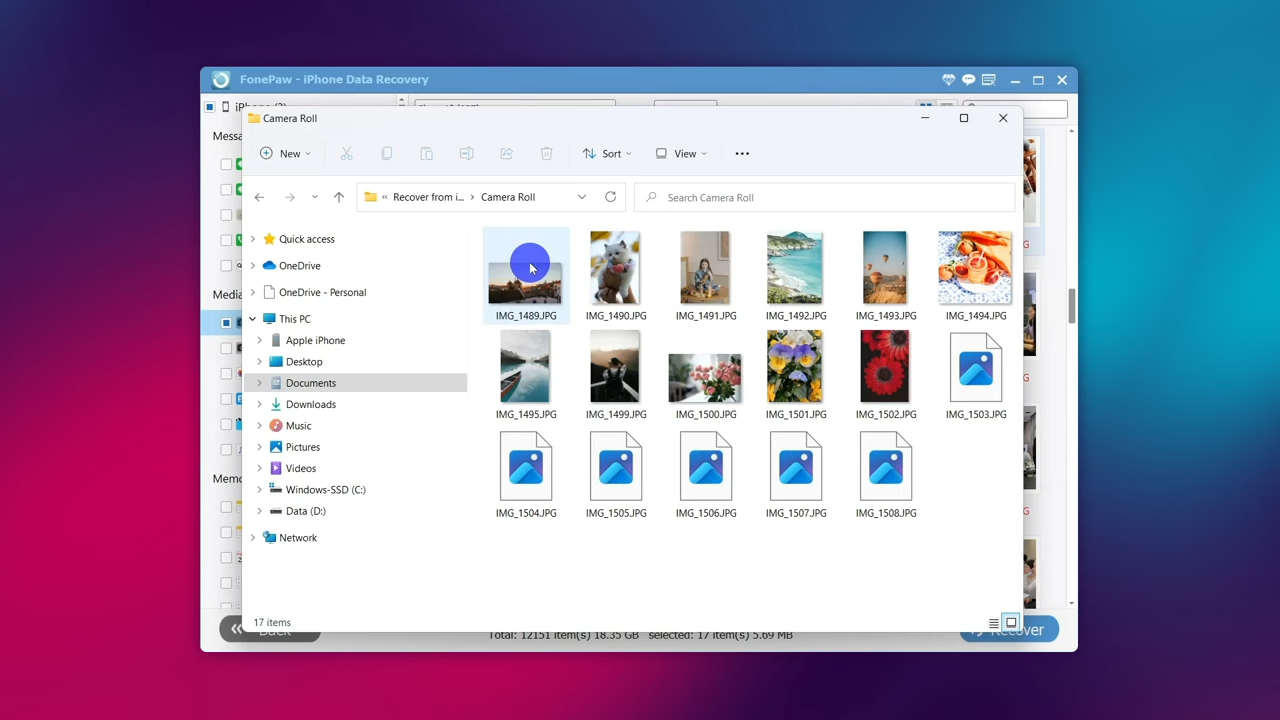 FonePaw - iPhone Data Recovery
Camera Roll
New
Sort
View
« Recover from i... > Camera Roll
Search Camera Roll
Quick access
OneDrive
OneDrive - Personal
This PC
Apple iPhone
Desktop
Documents
Downloads
Music
Pictures
Videos
Windows-SSD (C:)
Data (D:)
Network
IMG_1489.JPG
IMG_1490.JPG
IMG_1491.JPG
IMG_1492.JPG
IMG_1493.JPG
IMG_1494.JPG
IMG_1495.JPG
IMG_1499.JPG
IMG_1500.JPG
IMG_1501.JPG
IMG_1502.JPG
IMG_1503.JPG
IMG_1504.JPG
IMG_1505.JPG
IMG_1506.JPG
IMG_1507.JPG
IMG_1508.JPG
17 items
Back
Total: 12151 item(s) 18.35 GB selected: 17 item(s) 5.69 MB
Recover